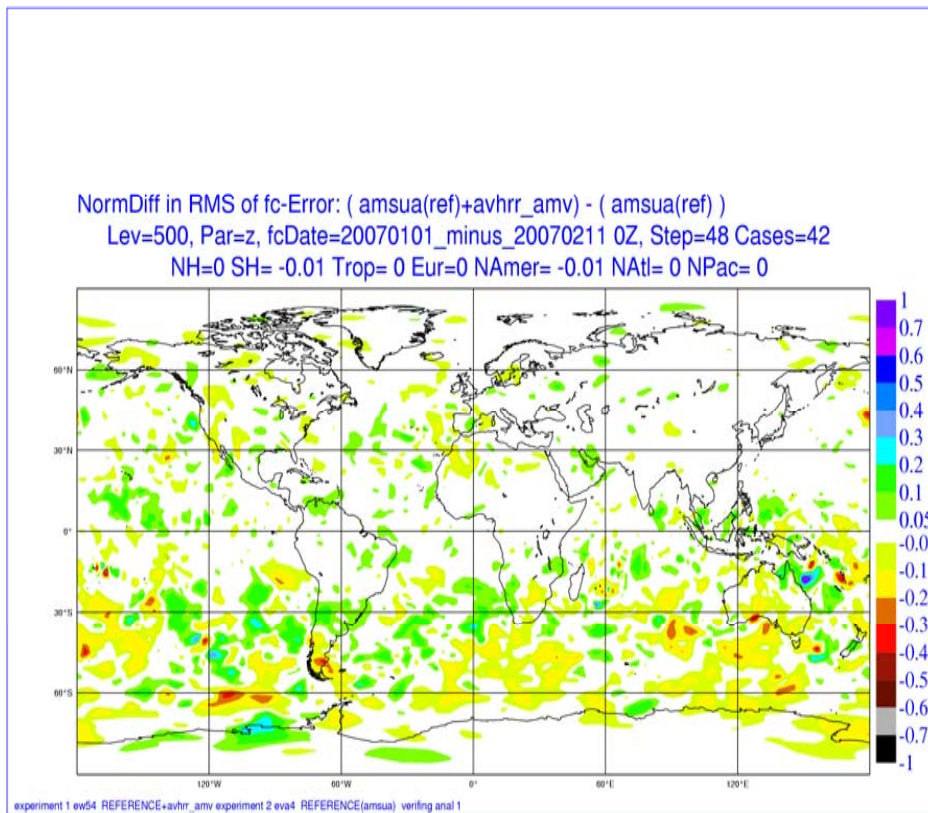 NormDiff in RMS of fc-Error: ( amsua(ref)+avhrr_amv) - ( amsua(ref) )
Lev=500, Par=z, fcDate=20070101_minus_20070211 0Z, Step=48 Cases=42
NH=0 SH= -0.01 Trop= 0 Eur=0 NAmer= -0.01 NAtl= 0 NPac= 0
1
0.7
0.6
0.5
0.4
0.3
0.2
0.1
0.05
-0.0
-0.1
-0.2
-0.3
-0.4
-0.5
-0.6
-0.7
-1
60°N
30°N
0°
30°S
60°S
120°W
60°W
0°
60°E
120°E
experiment 1 ew54 REFERENCE+avhrr_amv experiment 2 eva4 REFERENCE(amsua) verifing anal 1